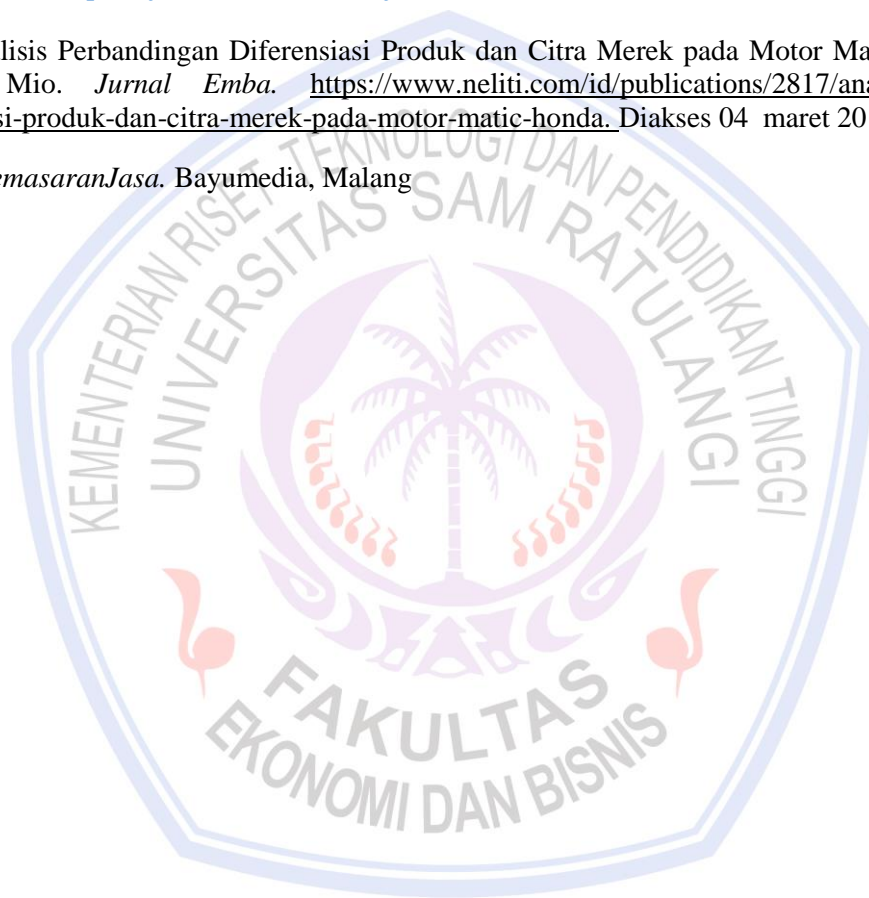 lisis Perbandingan Diferensiasi Produk dan Citra Merek pada Motor Ma
Mio. Jurnal Emba. https://www.neliti.com/id/publications/2817/ana
si-produk-dan-citra-merek-pada-motor-matic-honda. Diakses 04 maret 20
emasaranJasa. Bayumedia, Malang
KEMENTERIAN RISET TEKNOLOGI DAN PENDIDIKAN TINGGI
UNIVERSITAS SAM RATULANGI
FAKULTAS
EKONOMI DAN BISNIS